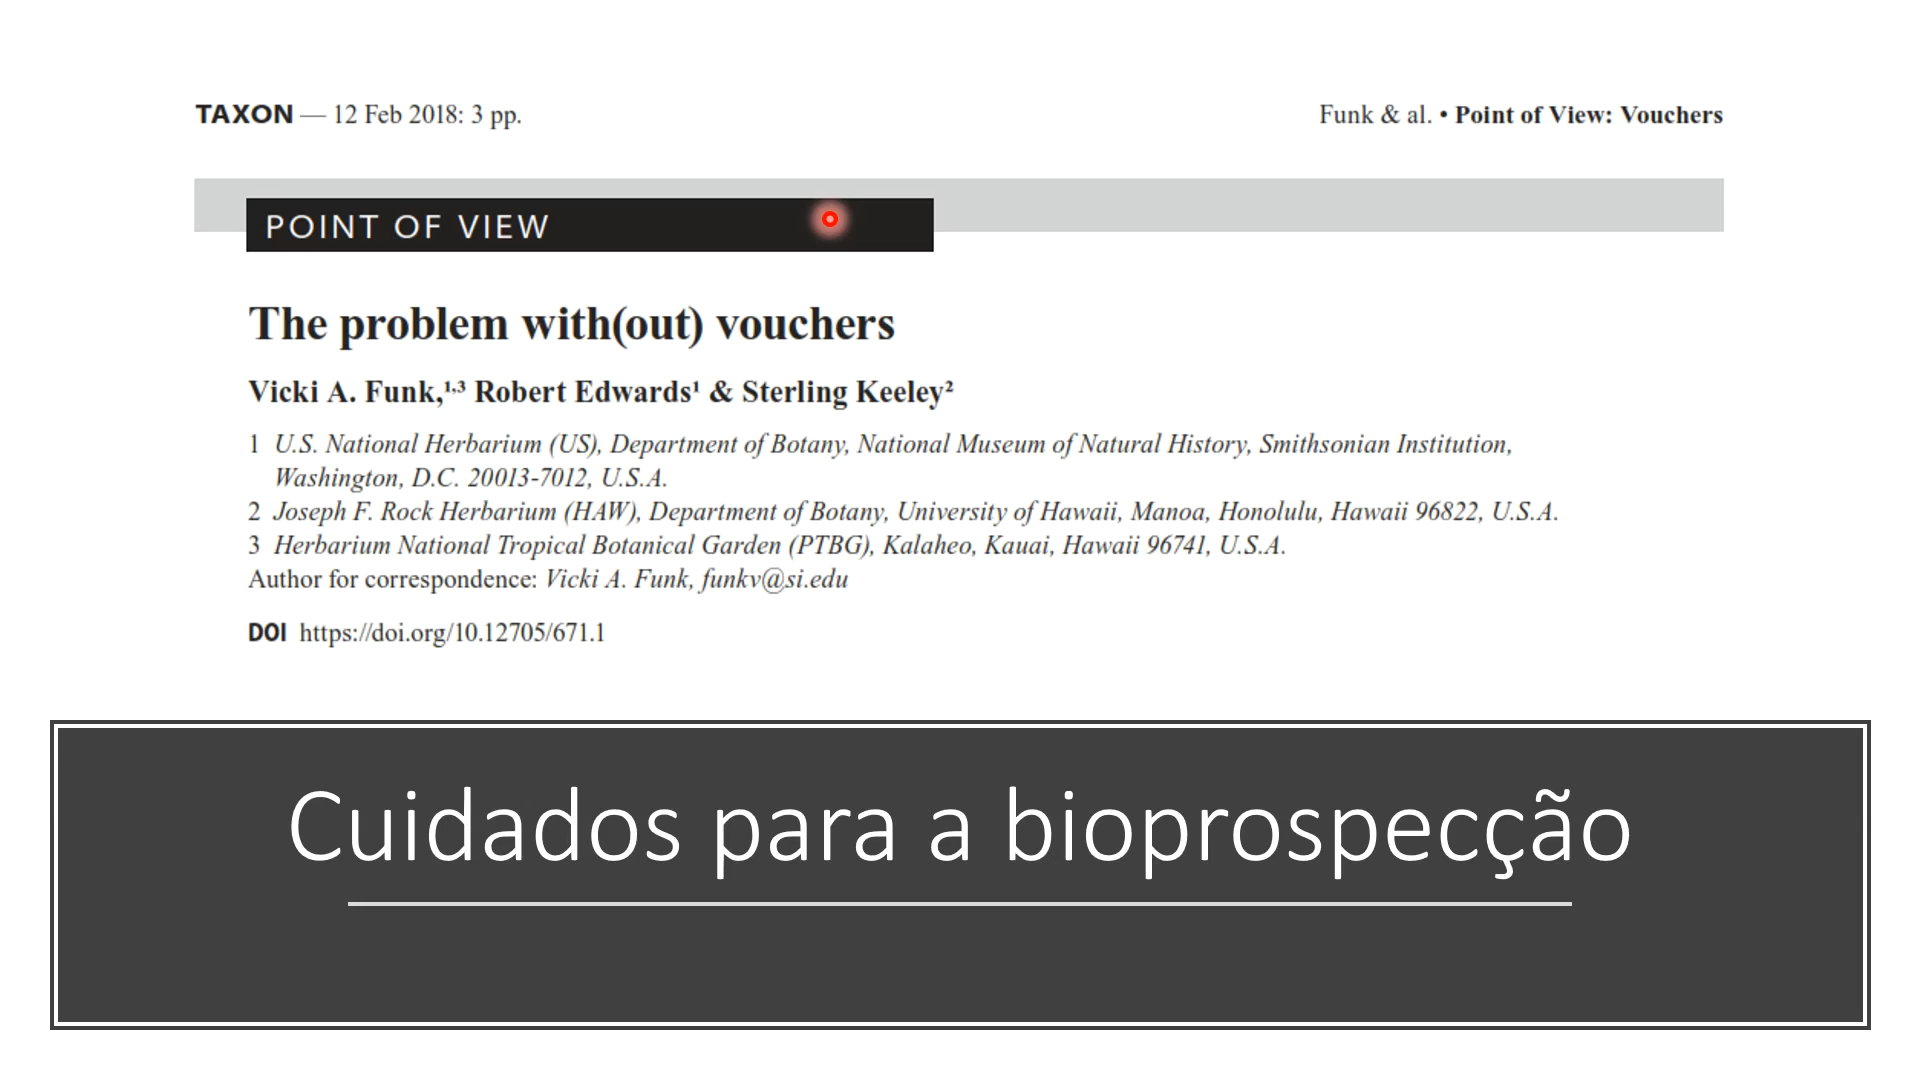 TAXON — 12 Feb 2018: 3 pp.
Funk & al. • Point of View: Vouchers
POINT OF VIEW
The problem with(out) vouchers
Vicki A. Funk,¹,³ Robert Edwards¹ & Sterling Keeley²
1 U.S. National Herbarium (US), Department of Botany, National Museum of Natural History, Smithsonian Institution,
Washington, D.C. 20013-7012, U.S.A.
2 Joseph F. Rock Herbarium (HAW), Department of Botany, University of Hawaii, Manoa, Honolulu, Hawaii 96822, U.S.A.
3 Herbarium National Tropical Botanical Garden (PTBG), Kalaheo, Kauai, Hawaii 96741, U.S.A.
Author for correspondence: Vicki A. Funk, funkv@si.edu
DOI https://doi.org/10.12705/671.1
Cuidados para a bioprospecção